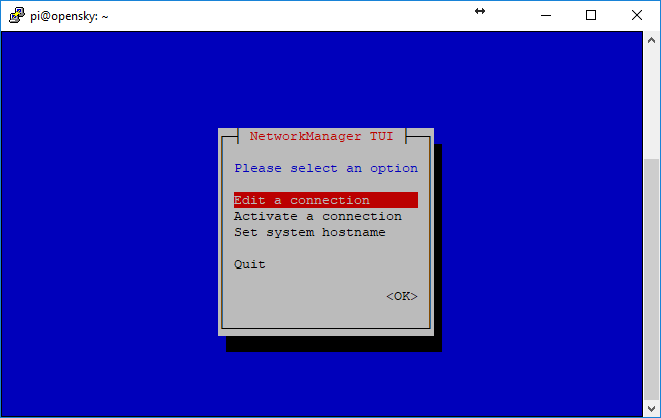 pi@opensky: ~
NetworkManager TUI
Please select an option
Edit a connection
Activate a connection
Set system hostname
Quit
<OK>